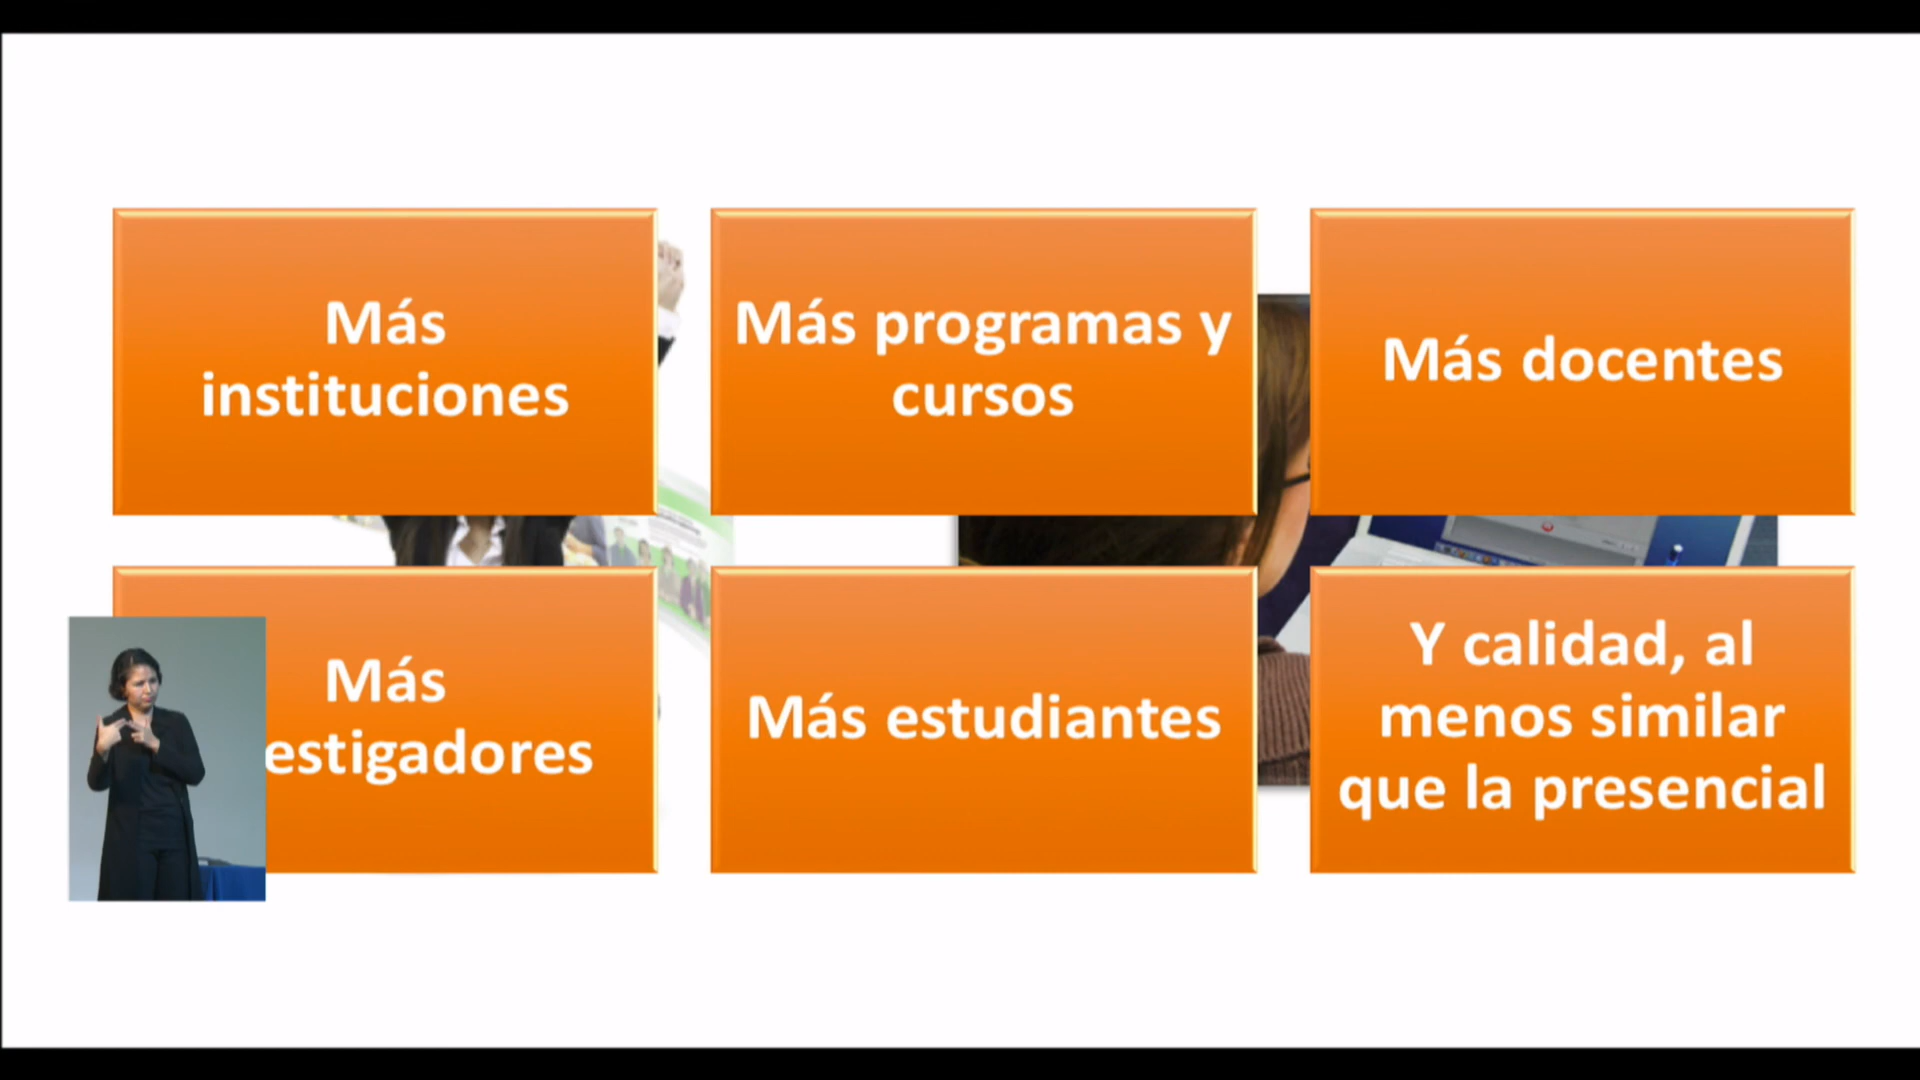 Más
instituciones
Más programas y
cursos
Más docentes
Más
estigadores
Más estudiantes
Y calidad, al
menos similar
que la presencial